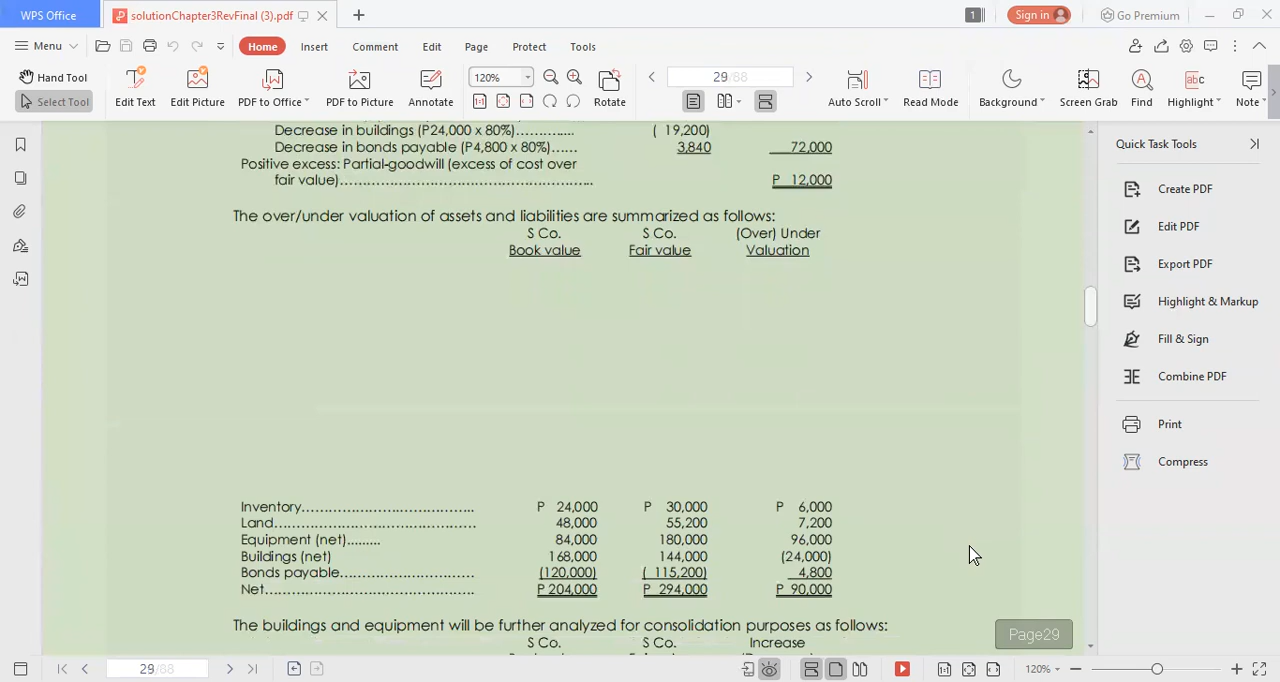 WPS Office
solutionChapter3RevFinal (3).pdf
1
Sign in
Go Premium
Menu
Home
Insert
Comment
Edit
Page
Protect
Tools
Hand Tool
Select Tool
Edit Text
Edit Picture
PDF to Office
PDF to Picture
Annotate
120%
Rotate
29/88
Auto Scroll
Read Mode
Background
Screen Grab
Find
Highlight
Note
Decrease in buildings (P24,000 x 80%)………….. ( 19,200)
Decrease in bonds payable (P4,800 x 80%)…… 3,840 72,000
Positive excess: Partial-goodwill (excess of cost over
fair value)………………………………………………... P 12,000
The over/under valuation of assets and liabilities are summarized as follows:
S Co. S Co. (Over) Under
Book value Fair value Valuation
Inventory…………………………….. P 24,000 P 30,000 P 6,000
Land………………………………… 48,000 55,200 7,200
Equipment (net)......... 84,000 180,000 96,000
Buildings (net) 168,000 144,000 (24,000)
Bonds payable……………………… (120,000) ( 115,200) 4,800
Net…………………………………… P 204,000 P 294,000 P 90,000
The buildings and equipment will be further analyzed for consolidation purposes as follows:
S Co. S Co. Increase
Page29
Quick Task Tools
Create PDF
Edit PDF
Export PDF
Highlight & Markup
Fill & Sign
Combine PDF
Print
Compress
29/88
120%